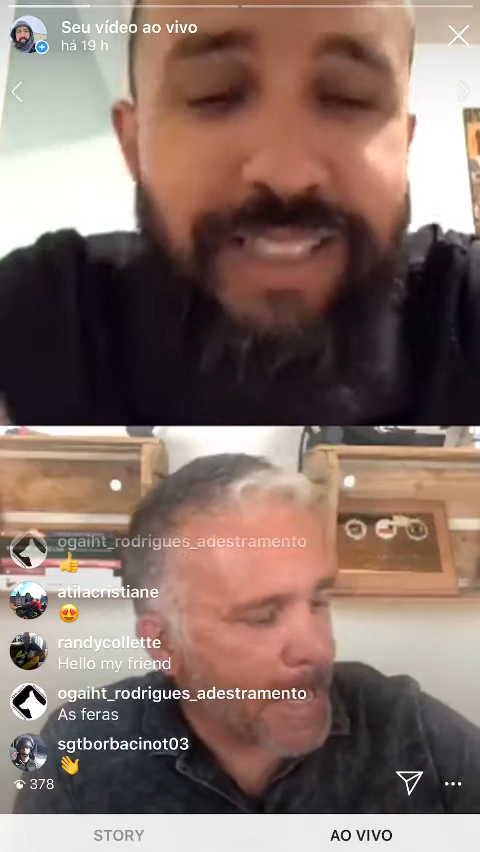 Seu vídeo ao vivo
há 19 h
ogaiht_rodrigues_adestramento
👍
atilacristiane
😍
randycollette
Hello my friend
ogaiht_rodrigues_adestramento
As feras
sgtborbacinot03
👋
378
STORY
AO VIVO